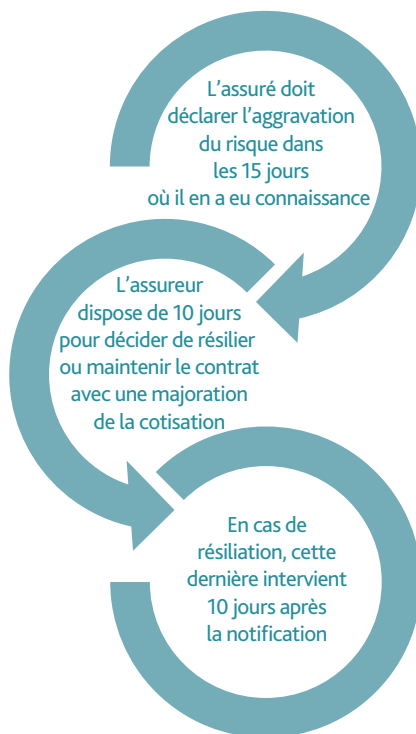 L'assuré doit
déclarer l'aggravation
du risque dans
les 15 jours
où il en a eu connaissance
L'assureur
dispose de 10 jours
pour décider de résilier
ou maintenir le contrat
avec une majoration
de la cotisation
En cas de
résiliation, cette
dernière intervient
10 jours après
la notification